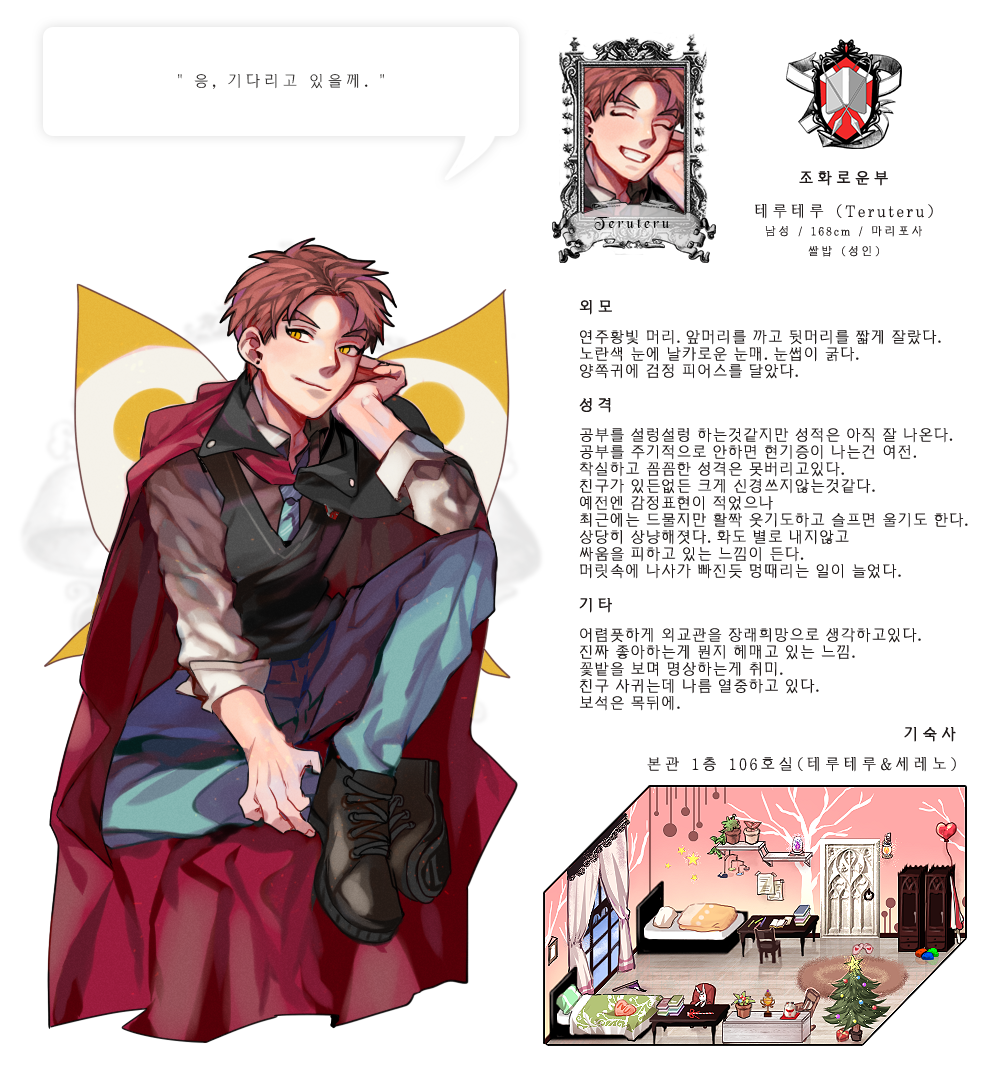 " 응, 기다리고 있을께. "
Teruteru
조화로운부
테루테루 (Teruteru)
남성 / 168cm / 마리포사
쌀밥 (성인)
외모
연주황빛 머리. 앞머리를 까고 뒷머리를 짧게 잘랐다.
노란색 눈에 날카로운 눈매. 눈썹이 굵다.
양쪽귀에 검정 피어스를 달았다.
성격
공부를 설렁설렁 하는것같지만 성적은 아직 잘 나온다.
공부를 주기적으로 안하면 현기증이 나는건 여전.
착실하고 꼼꼼한 성격은 못버리고있다.
친구가 있든없든 크게 신경쓰지않는것같다.
예전엔 감정표현이 적었으나
최근에는 드물지만 활짝 웃기도하고 슬프면 울기도 한다.
상당히 상냥해졋다. 화도 별로 내지않고
싸움을 피하고 있는 느낌이 든다.
머릿속에 나사가 빠진듯 멍때리는 일이 늘었다.
기타
어렴풋하게 외교관을 장래희망으로 생각하고있다.
진짜 좋아하는게 뭔지 헤매고 있는 느낌.
꽃밭을 보며 명상하는게 취미.
친구 사귀는데 나름 열중하고 있다.
보석은 목뒤에.
기숙사
본관 1층 106호실(테루테루&세레노)